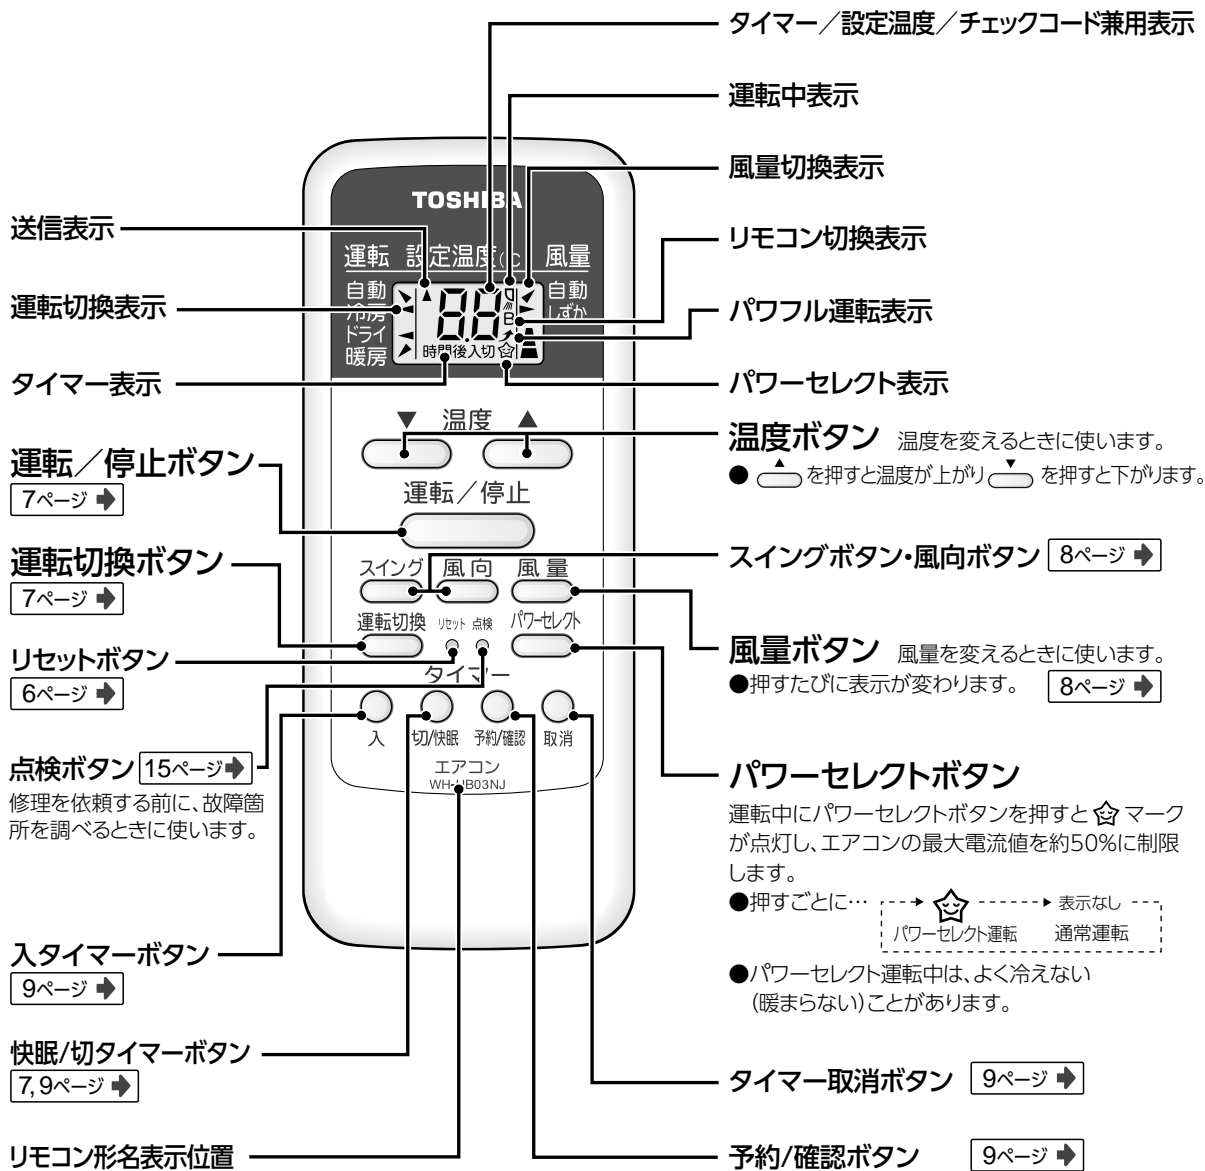 タイマー／設定温度／チェックコード兼用表示
運転中表示
風量切換表示
リモコン切換表示
パワフル運転表示
パワーセレクト表示
送信表示
運転切換表示
タイマー表示
運転／停止ボタン
7ページ
運転切換ボタン
7ページ
リセットボタン
6ページ
点検ボタン 15ページ
修理を依頼する前に、故障箇
所を調べるときに使います。
入タイマーボタン
9ページ
快眠/切タイマーボタン
7, 9ページ
リモコン形名表示位置
TOSHIBA
運転 設定温度(℃ 風量
自動
冷房
ドライ
暖房
8.8
B
時間後入切
自動
しずか
▼ 温度 ▲
運転／停止
スイング 風向 風量
運転切換 リセット 点検 パワーセレクト
タイマー
入 切/快眠 予約/確認 取消
エアコン
WH-UB03NJ
温度ボタン 温度を変えるときに使います。
● ▲ を押すと温度が上がり ▼ を押すと下がります。
スイングボタン・風向ボタン 8ページ
風量ボタン 風量を変えるときに使います。
●押すたびに表示が変わります。 8ページ
パワーセレクトボタン
運転中にパワーセレクトボタンを押すと マーク
が点灯し、エアコンの最大電流値を約50%に制限
します。
●押すごとに… 表示なし
パワーセレクト運転 通常運転
●パワーセレクト運転中は、よく冷えない
(暖まらない)ことがあります。
タイマー取消ボタン 9ページ
予約/確認ボタン 9ページ